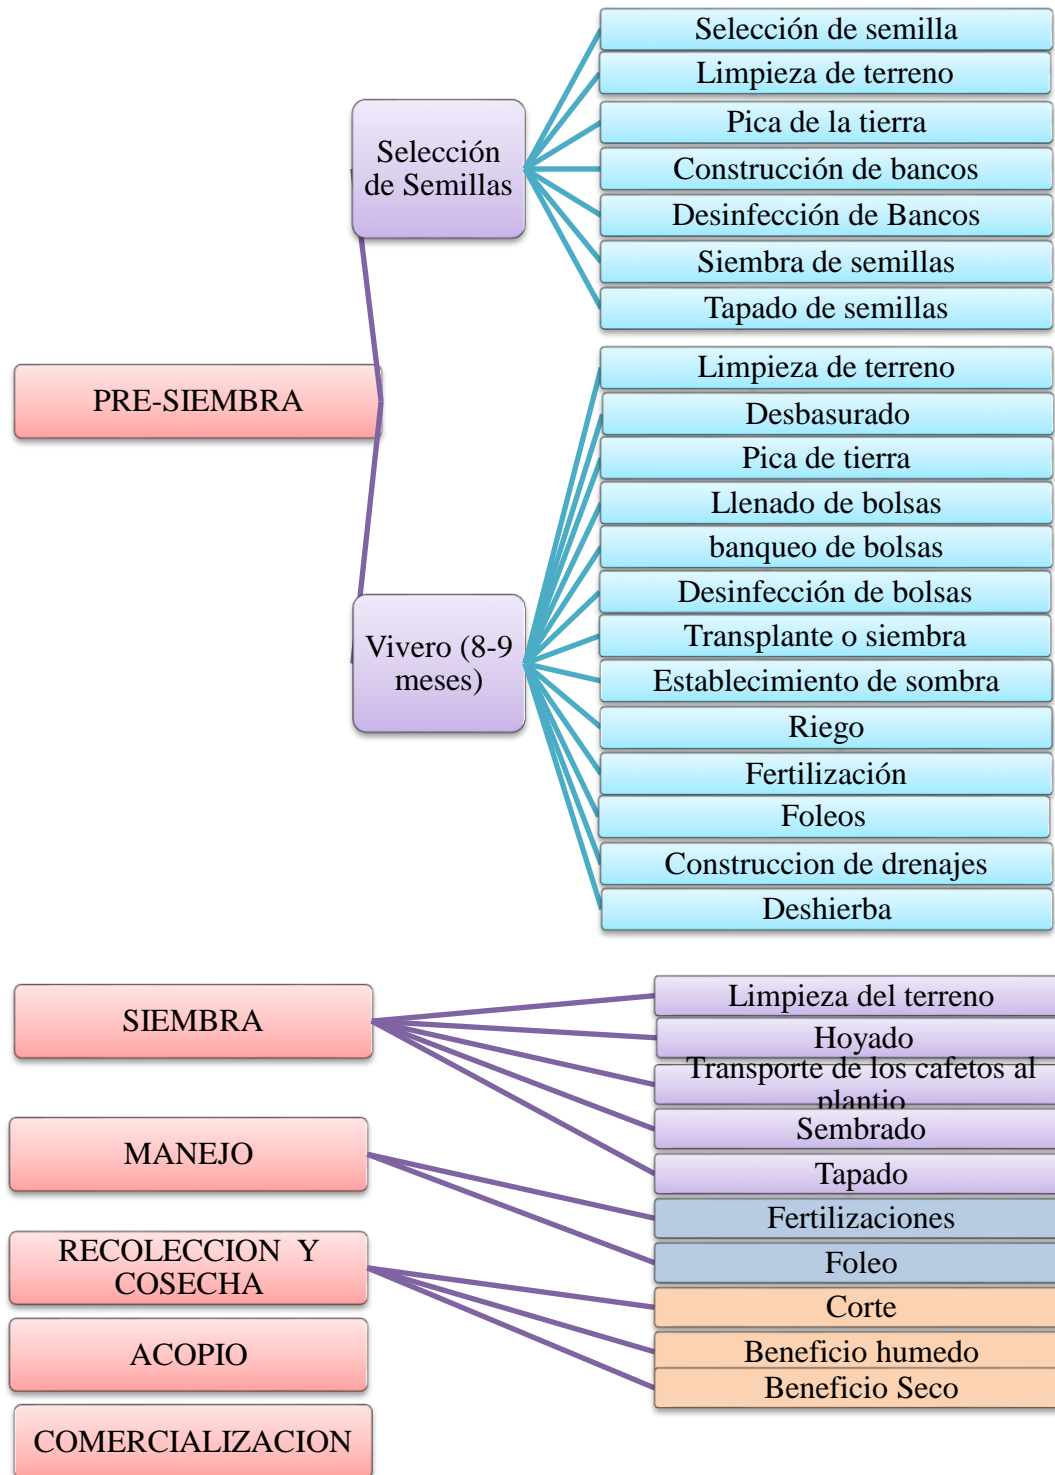 PRE-SIEMBRA
Selección
de Semillas
Selección de semilla
Limpieza de terreno
Pica de la tierra
Construcción de bancos
Desinfección de Bancos
Siembra de semillas
Tapado de semillas
Vivero (8-9
meses)
Limpieza de terreno
Desbasurado
Pica de tierra
Llenado de bolsas
banqueo de bolsas
Desinfección de bolsas
Transplante o siembra
Establecimiento de sombra
Riego
Fertilización
Foleos
Construccion de drenajes
Deshierba
SIEMBRA
Limpieza del terreno
Hoyado
Transporte de los cafetos al
plantio
Sembrado
Tapado
MANEJO
Fertilizaciones
Foleo
RECOLECCION Y
COSECHA
Corte
Beneficio humedo
Beneficio Seco
ACOPIO
COMERCIALIZACION